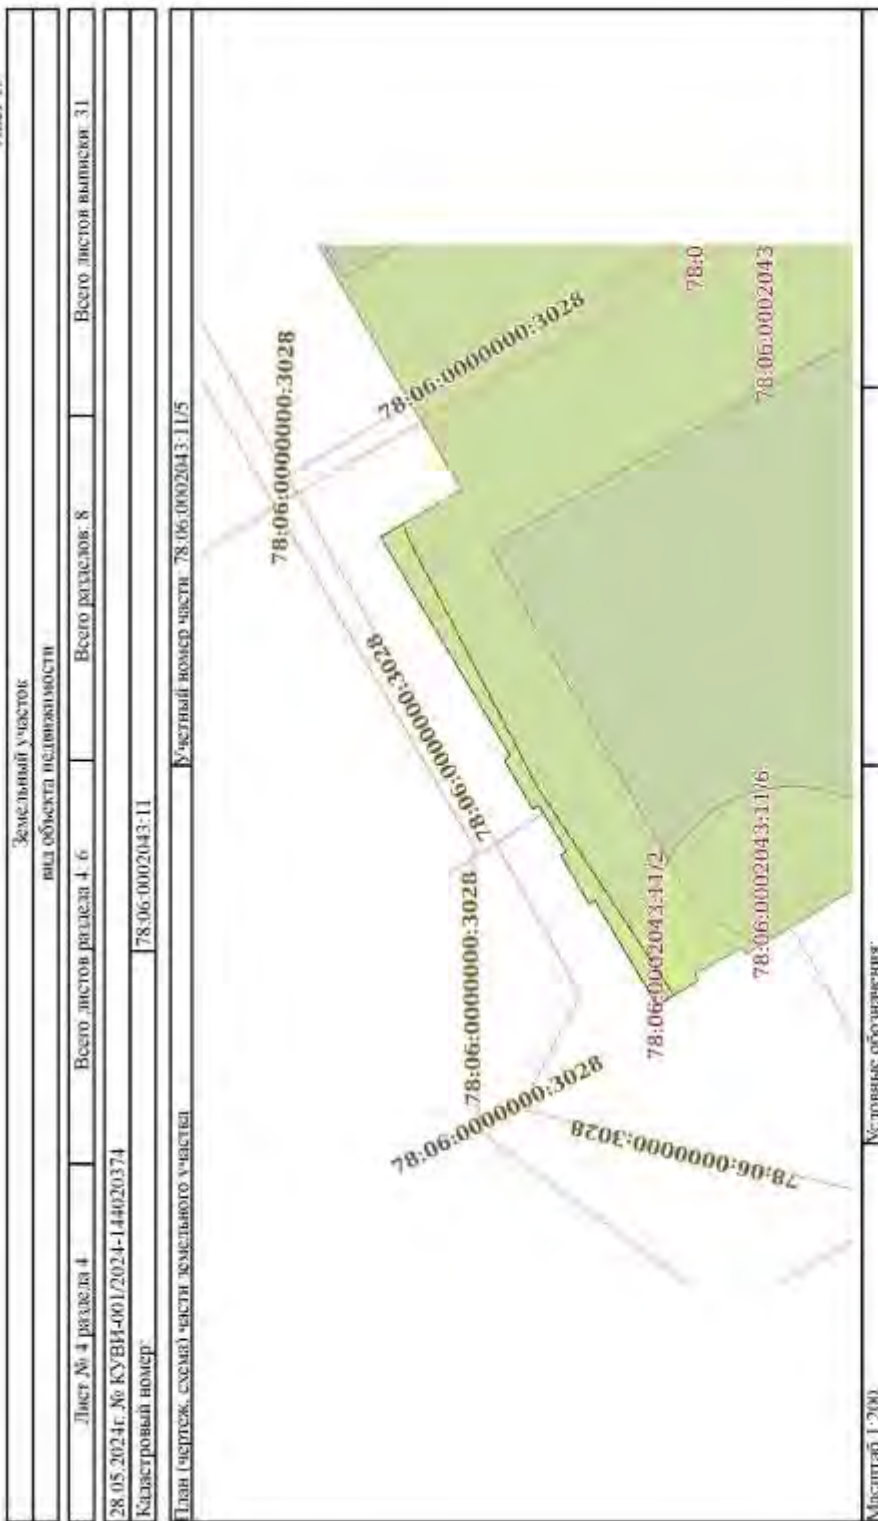 Земельный участок
вид объекта недвижимости
Лист № 4 раздела 4 Всего листов раздела 4: 6 Всего разделов: 8 Всего листов выписки: 31
28.05.2024г. № КУВИ-001/2024-144020374
Кадастровый номер: 78:06:0002043:11
План (чертеж, схема) части земельного участка Учетный номер части: 78:06:0002043:11/5
78:06:0000000:3028
78:06:0000000:3028
78:06:0000000:3028
78:06:0000000:3028
78:06:0000000:3028
78:06:0000000:3028
78:06:0002043:11/2
78:0
78:06:0002043:11/6
78:06:0002043
Масштаб 1:200 Условные обозначения: